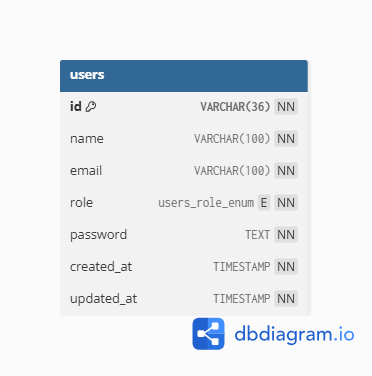 users
id VARCHAR(36) NN
name VARCHAR(100) NN
email VARCHAR(100) NN
role users_role_enum E NN
password TEXT NN
created_at TIMESTAMP NN
updated_at TIMESTAMP NN
dbdiagram.io